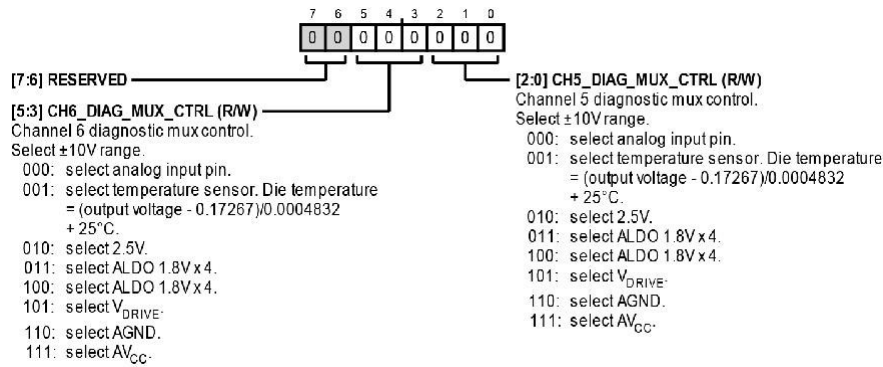 7 6 5 4 3 2 1 0
0 0 0 0 0 0 0 0
[7:6] RESERVED
[5:3] CH6_DIAG_MUX_CTRL (R/W)
Channel 6 diagnostic mux control.
Select ±10V range.
000: select analog input pin.
001: select temperature sensor. Die temperature
= (output voltage - 0.17267)/0.0004832
+ 25°C.
010: select 2.5V.
011: select ALDO 1.8V x 4.
100: select ALDO 1.8V x 4.
101: select VDRIVE.
110: select AGND.
111: select AVCC.
[2:0] CH5_DIAG_MUX_CTRL (R/W)
Channel 5 diagnostic mux control.
Select ±10V range.
000: select analog input pin.
001: select temperature sensor. Die temperature
= (output voltage - 0.17267)/0.0004832
+ 25°C.
010: select 2.5V.
011: select ALDO 1.8V x 4.
100: select ALDO 1.8V x 4.
101: select VDRIVE.
110: select AGND.
111: select AVCC.